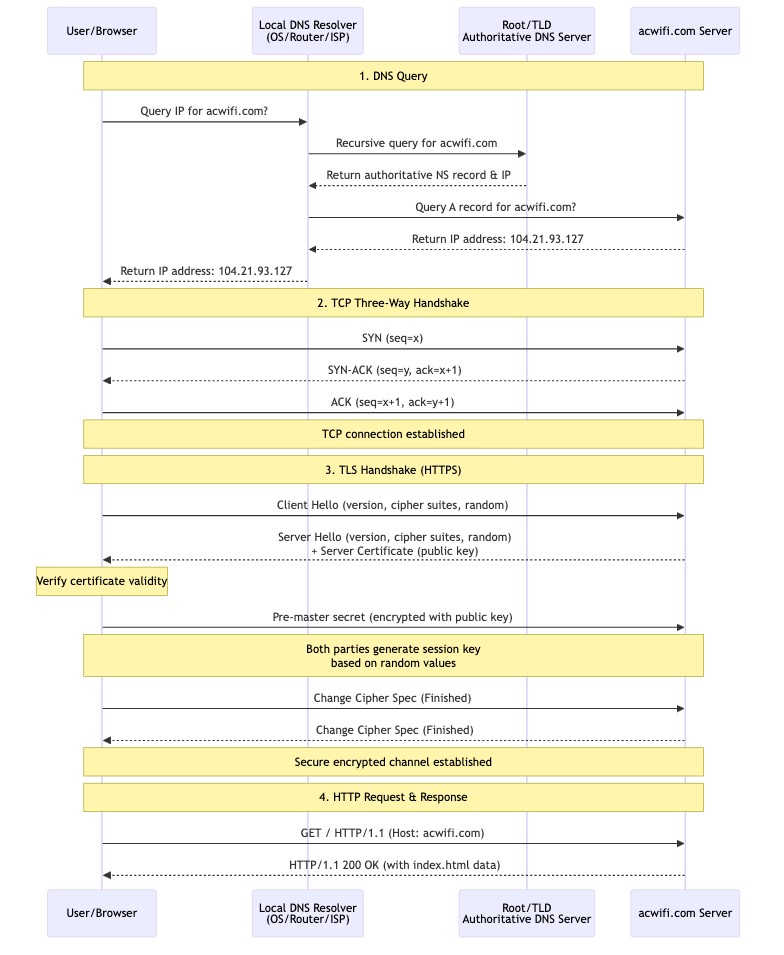 User/Browser
Local DNS Resolver
(OS/Router/ISP)
Root/TLD
Authoritative DNS Server
acwifi.com Server
1. DNS Query
Query IP for acwifi.com?
Recursive query for acwifi.com
Return authoritative NS record & IP
Query A record for acwifi.com?
Return IP address: 104.21.93.127
Return IP address: 104.21.93.127
2. TCP Three-Way Handshake
SYN (seq=x)
SYN-ACK (seq=y, ack=x+1)
ACK (seq=x+1, ack=y+1)
TCP connection established
3. TLS Handshake (HTTPS)
Client Hello (version, cipher suites, random)
Server Hello (version, cipher suites, random)
+ Server Certificate (public key)
Verify certificate validity
Pre-master secret (encrypted with public key)
Both parties generate session key
based on random values
Change Cipher Spec (Finished)
Change Cipher Spec (Finished)
Secure encrypted channel established
4. HTTP Request & Response
GET / HTTP/1.1 (Host: acwifi.com)
HTTP/1.1 200 OK (with index.html data)
User/Browser
Local DNS Resolver
(OS/Router/ISP)
Root/TLD
Authoritative DNS Server
acwifi.com Server